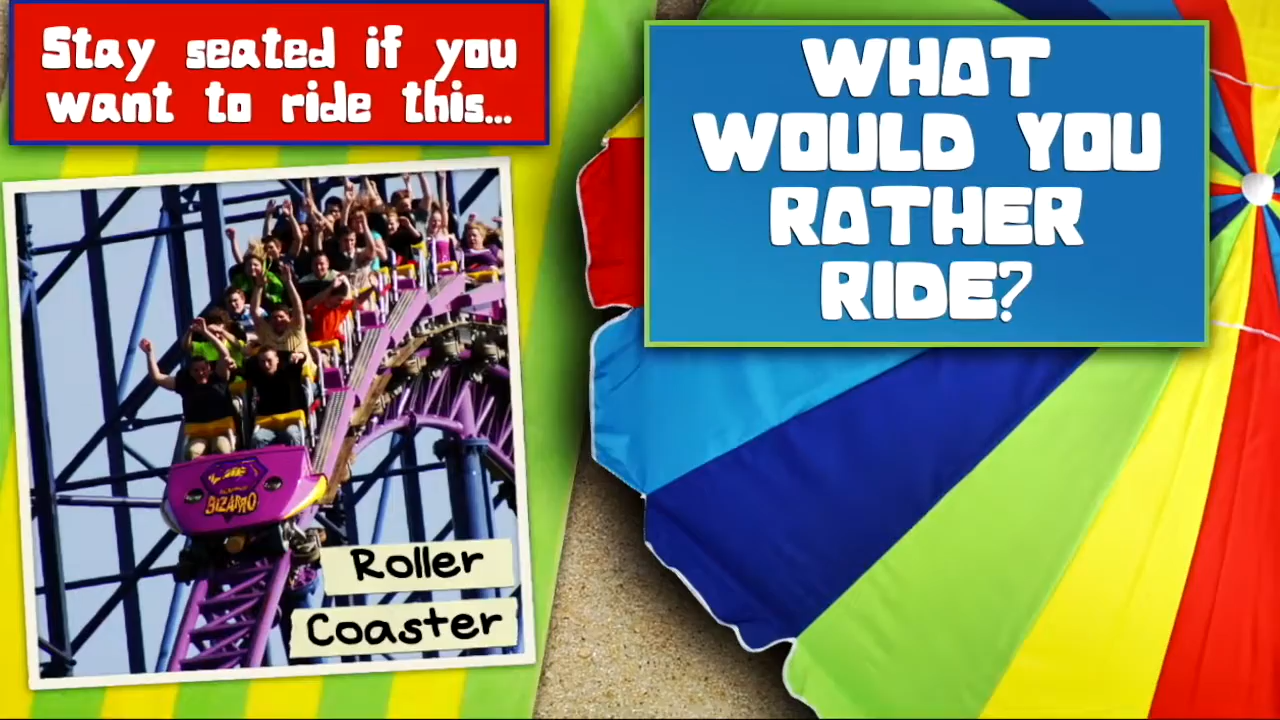 Stay seated if you
want to ride this...
WHAT
WOULD YOU
RATHER
RIDE?
BIZARRO
Roller
Coaster